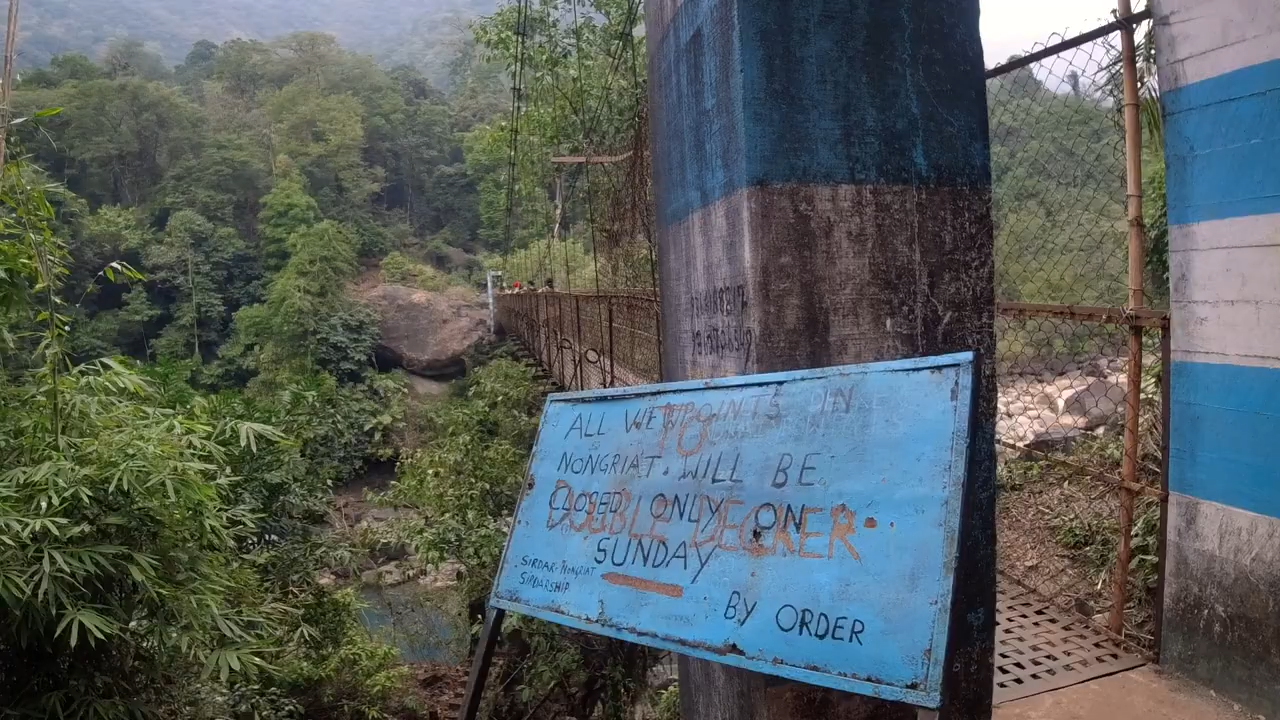 ALL VIEWPOINTS IN
NONGRIAT. WILL BE
CLOSED ONLY ON
SUNDAY
SIRDAR. NONGRIAT
SIRDARSHIP
BY ORDER
TO
DOUBLE DECKER